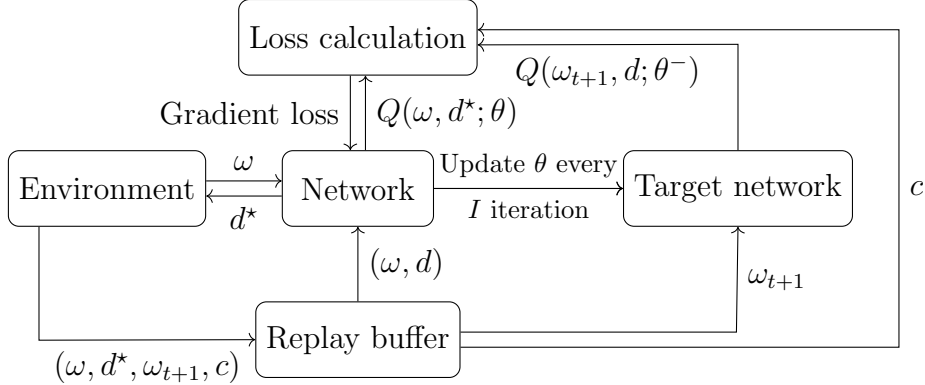 Loss calculation
Q(ω_{t+1}, d; θ⁻)
Gradient loss
Q(ω, d⋆; θ)
Environment
ω
d⋆
Network
Update θ every
I iteration
Target network
c
(ω, d)
ω_{t+1}
Replay buffer
(ω, d⋆, ω_{t+1}, c)